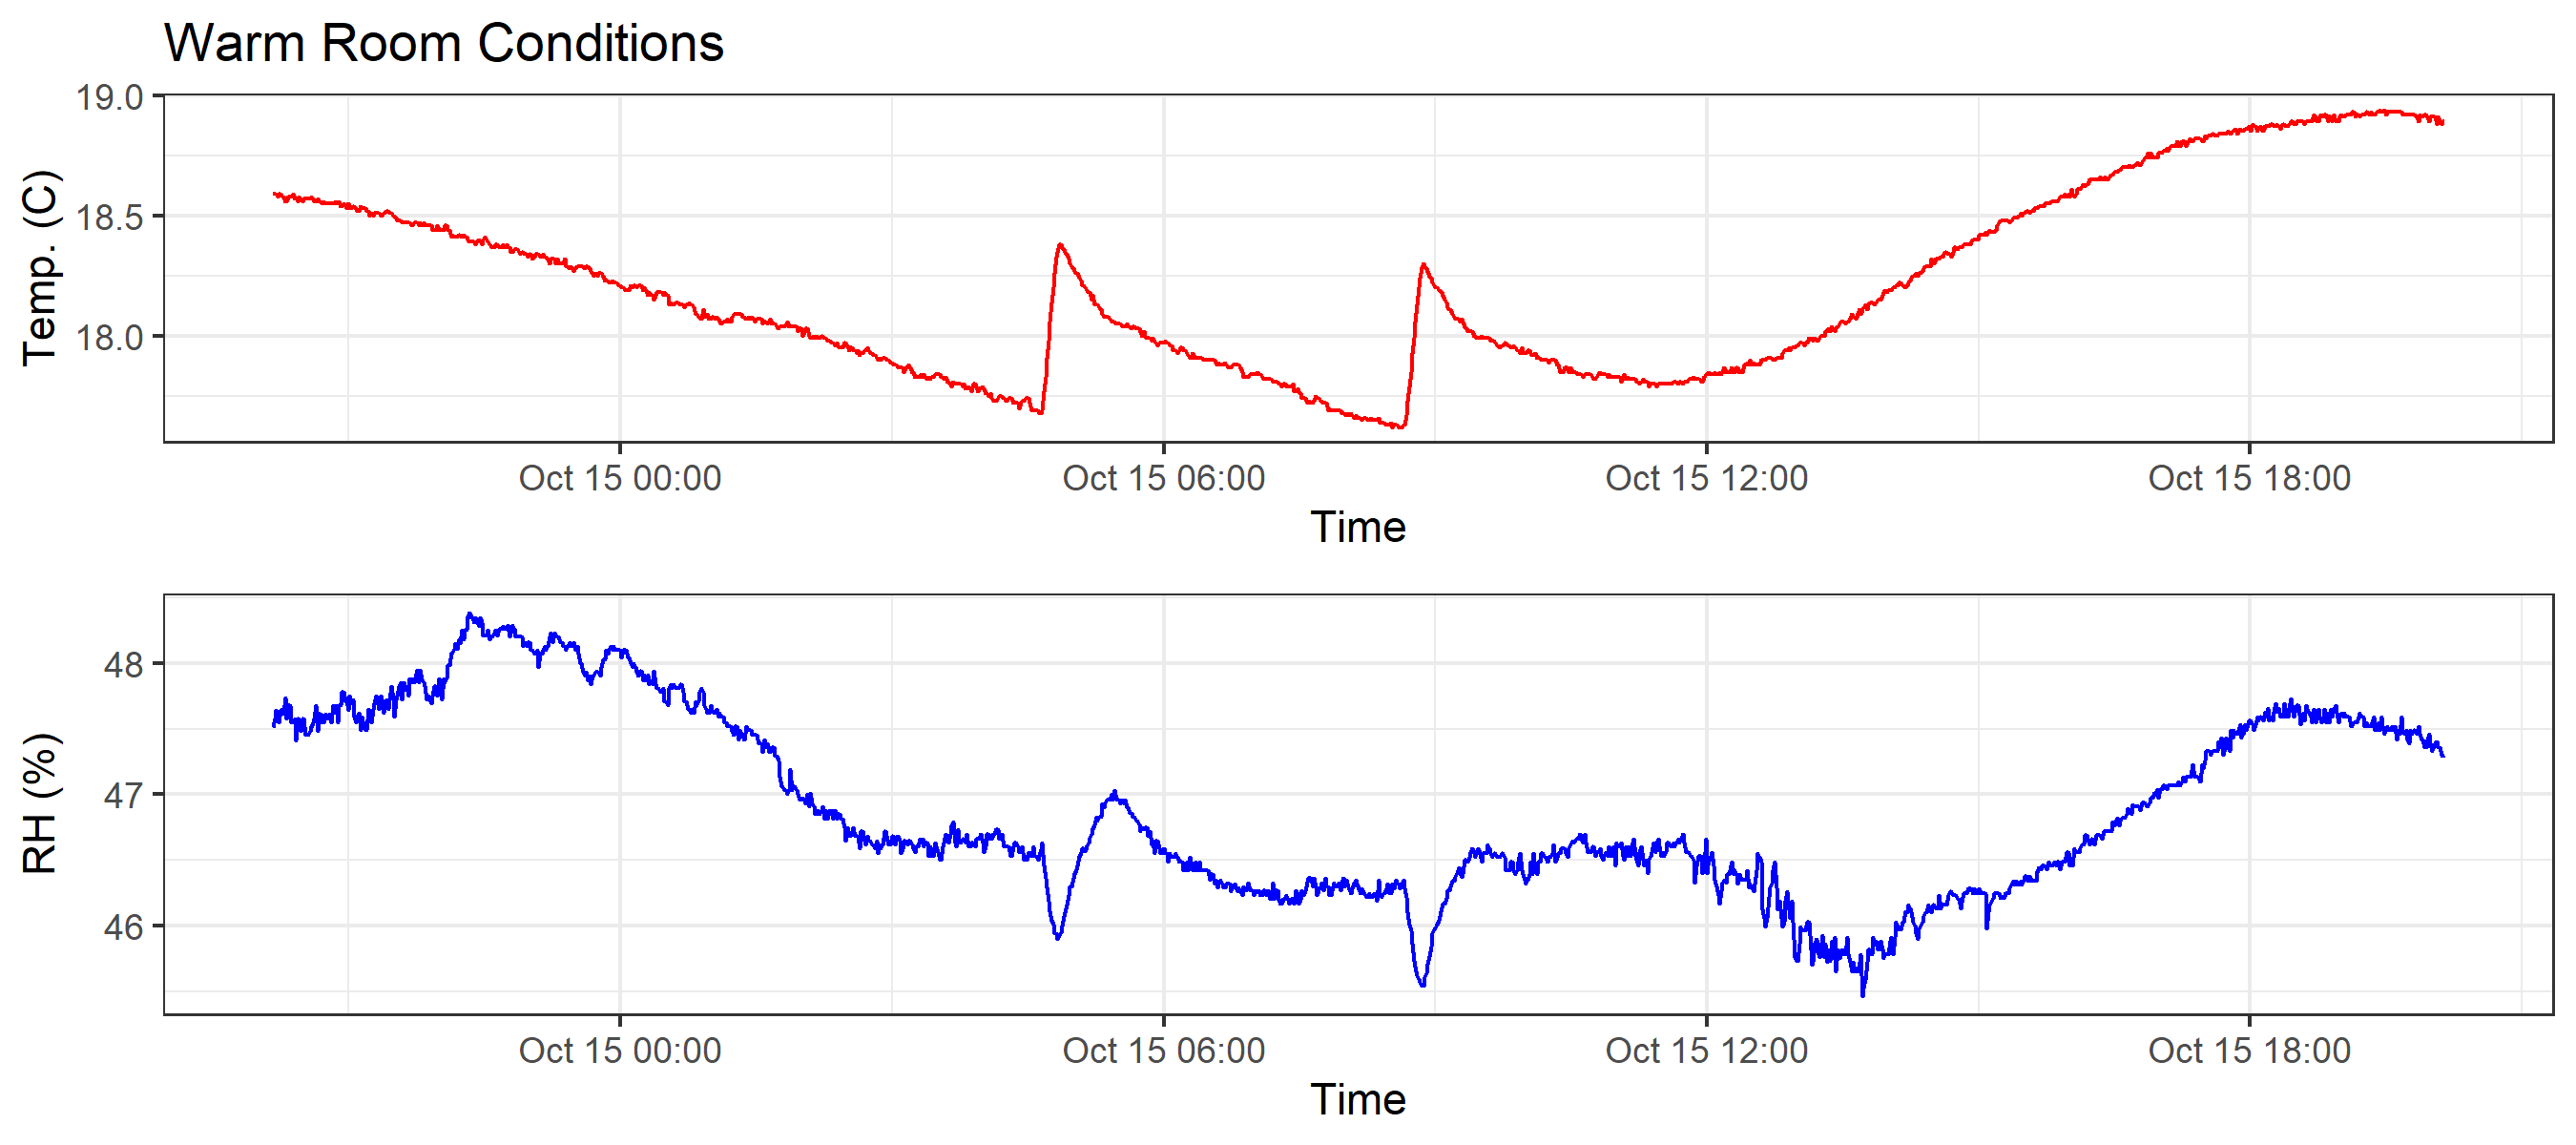 Warm Room Conditions
19.0
18.5
18.0
Temp. (C)
Oct 15 00:00 Oct 15 06:00 Oct 15 12:00 Oct 15 18:00
Time
48
47
46
RH (%)
Oct 15 00:00 Oct 15 06:00 Oct 15 12:00 Oct 15 18:00
Time